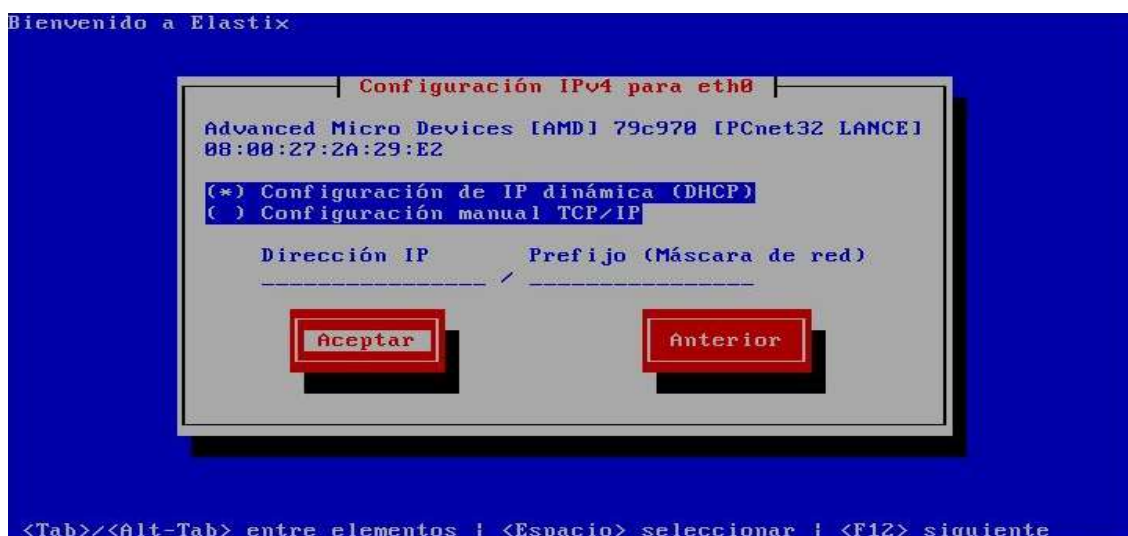 Bienvenido a Elastix
Configuración IPv4 para eth0
Advanced Micro Devices [AMD] 79c970 [PCnet32 LANCE]
08:00:27:2A:29:E2
(*) Configuración de IP dinámica (DHCP)
( ) Configuración manual TCP/IP
Dirección IP Prefijo (Máscara de red)
________________ / ________________
Aceptar Anterior
<Tab>/<Alt-Tab> entre elementos | <Espacio> seleccionar | <F12> siguiente